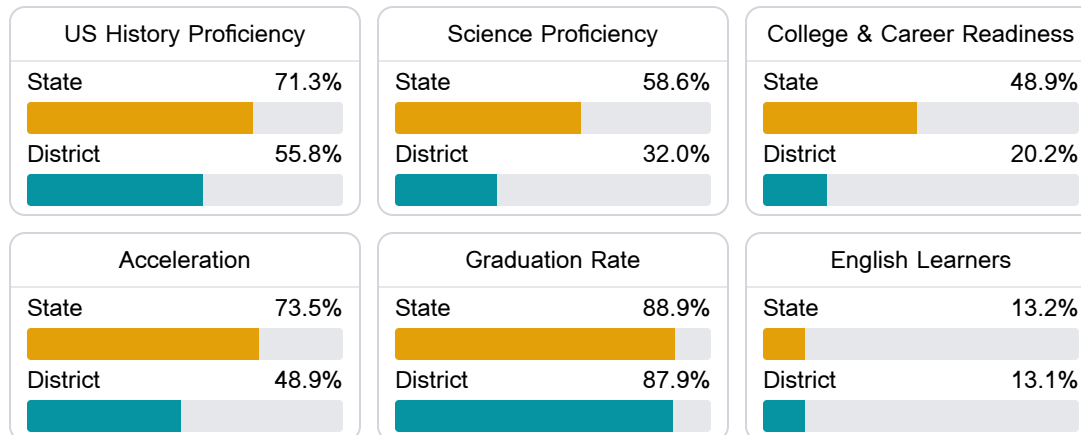 US History Proficiency
State 71.3%
District 55.8%
Science Proficiency
State 58.6%
District 32.0%
College & Career Readiness
State 48.9%
District 20.2%
Acceleration
State 73.5%
District 48.9%
Graduation Rate
State 88.9%
District 87.9%
English Learners
State 13.2%
District 13.1%